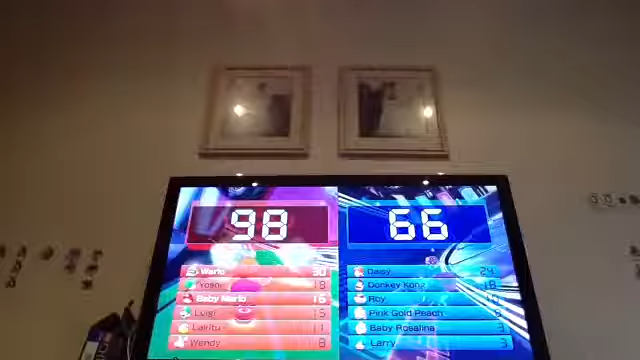 98
66
Wario 30
Yoshi 18
Baby Mario 16
Luigi 15
Lakitu 11
Wendy 8
Daisy 24
Donkey Kong 18
Roy
Pink Gold Peach
Baby Rosalina 3
Larry 3